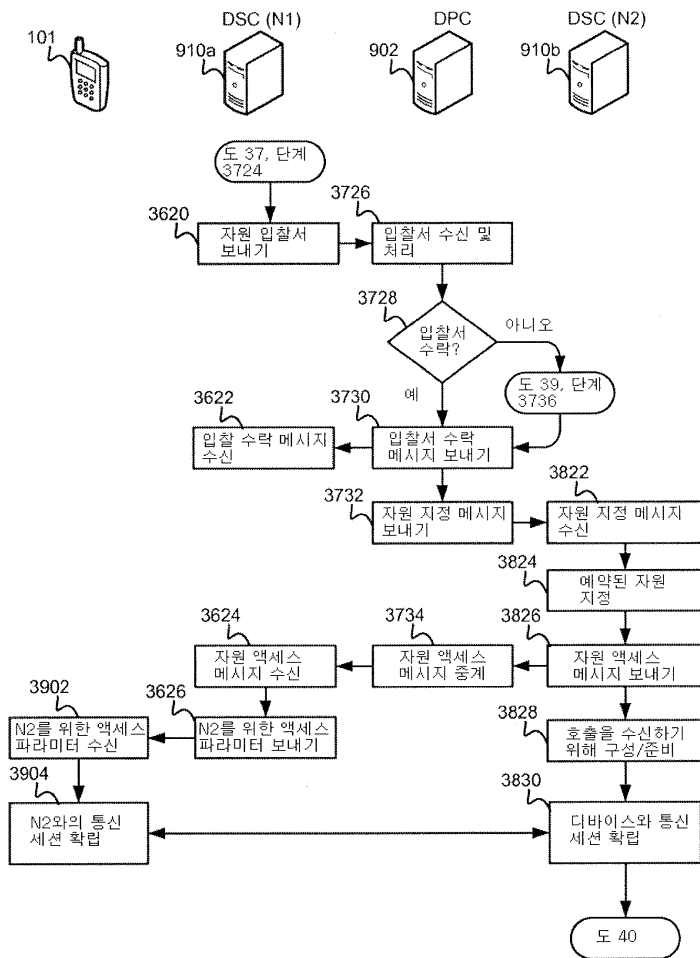 DSC (N1)
DPC
DSC (N2)
101
910a
902
910b
도 37, 단계
3724
3620
자원 입찰서
보내기
3726
입찰서 수신 및
처리
3728
입찰서
수락?
아니오
예
도 39, 단계
3736
3622
입찰 수락 메시지
수신
3730
입찰서 수락
메시지 보내기
3732
자원 지정 메시지
보내기
3822
자원 지정 메시지
수신
3824
예약된 자원
지정
3624
자원 액세스
메시지 수신
3734
자원 액세스
메시지 중계
3826
자원 액세스
메시지 보내기
3902
N2를 위한 액세스
파라미터 수신
3626
N2를 위한 액세스
파라미터 보내기
3828
호출을 수신하기
위해 구성/준비
3904
N2와의 통신
세션 확립
3830
디바이스와 통신
세션 확립
도 40